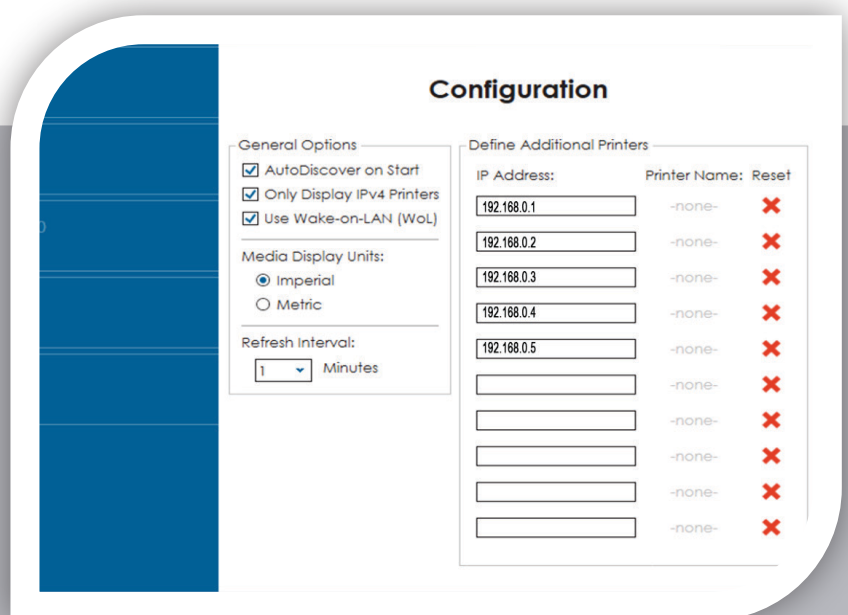 Configuration
General Options
AutoDiscover on Start
Only Display IPv4 Printers
Use Wake-on-LAN (WoL)
Media Display Units:
Imperial
Metric
Refresh Interval:
1 Minutes
Define Additional Printers
IP Address: Printer Name: Reset
192.168.0.1 -none-
192.168.0.2 -none-
192.168.0.3 -none-
192.168.0.4 -none-
192.168.0.5 -none-
-none-
-none-
-none-
-none-
-none-